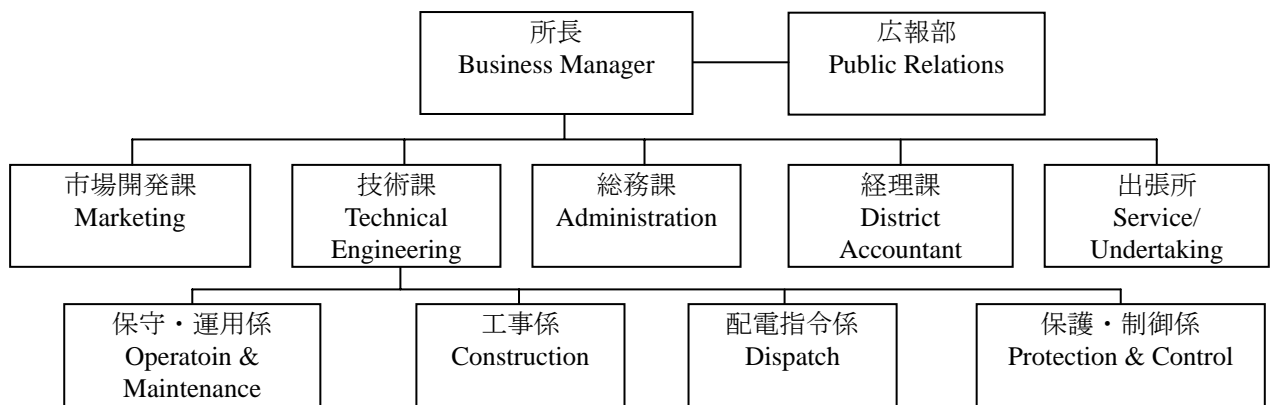 所長
Business Manager
広報部
Public Relations
市場開発課
Marketing
技術課
Technical
Engineering
総務課
Administration
経理課
District
Accountant
出張所
Service/
Undertaking
保守・運用係
Operatoin &
Maintenance
工事係
Construction
配電指令係
Dispatch
保護・制御係
Protection & Control